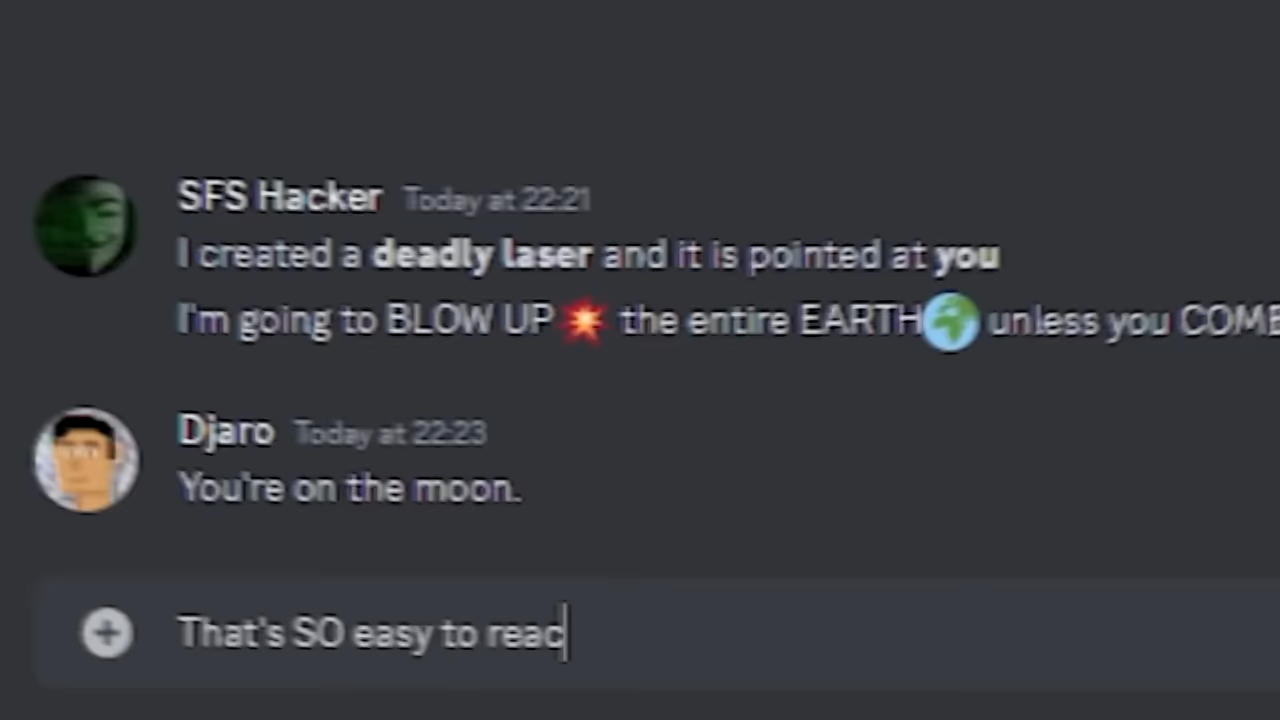 SFS Hacker Today at 22:21
I created a deadly laser and it is pointed at you
I'm going to BLOW UP 💥 the entire EARTH🌍 unless you COME
Djaro Today at 22:23
You're on the moon.
That's SO easy to reac